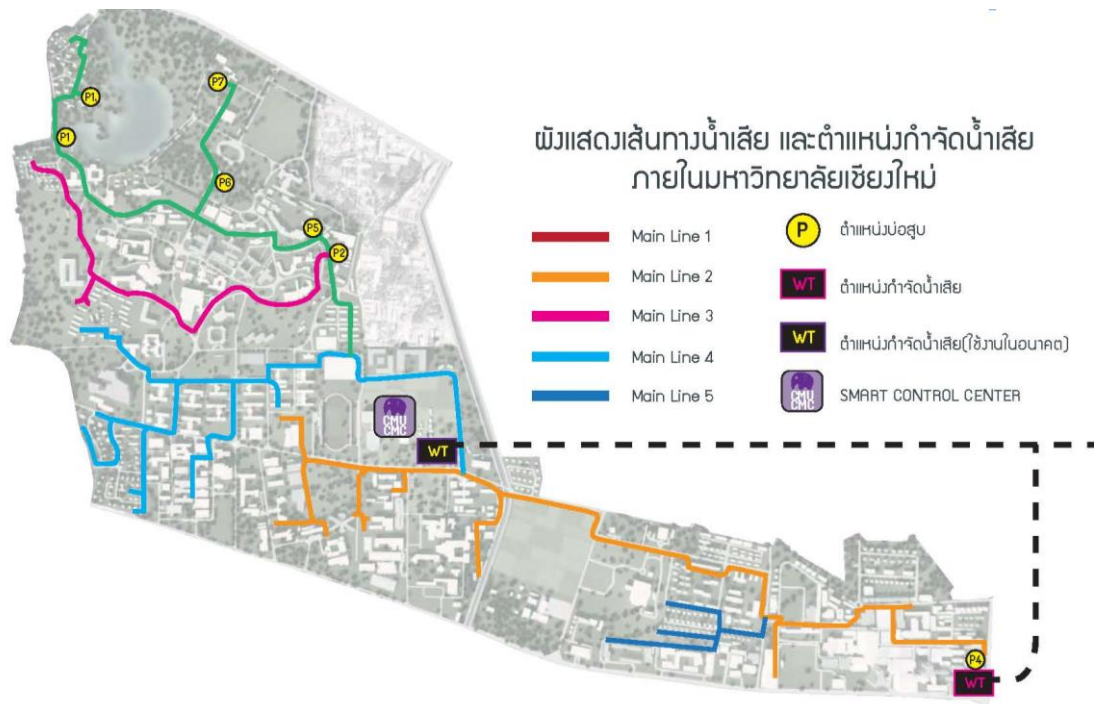 ผังแสดงเส้นทางน้ำเสีย และตำแหน่งกำจัดน้ำเสีย
ภายในมหาวิทยาลัยเชียงใหม่
Main Line 1
Main Line 2
Main Line 3
Main Line 4
Main Line 5
P ตำแหน่งบ่อสูบ
WT ตำแหน่งกำจัดน้ำเสีย
WT ตำแหน่งกำจัดน้ำเสีย(ใช้งานในอนาคต)
CMU CMC SMART CONTROL CENTER
P1.
P7
P1
P6
P5
P2
CMU
CMC
WT
P4
WT